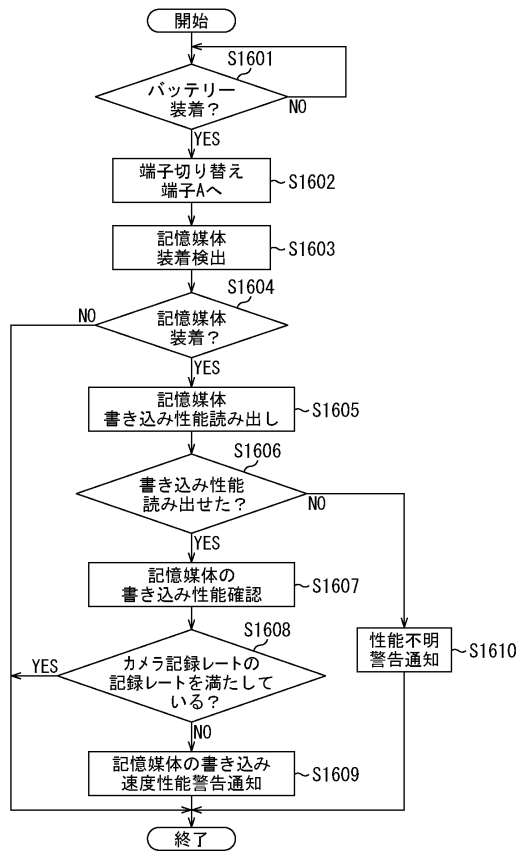 開始
S1601
バッテリー
装着？
NO
YES
端子切り替え
端子Aへ
S1602
記憶媒体
装着検出
S1603
S1604
NO
記憶媒体
装着？
YES
記憶媒体
書き込み性能読み出し
S1605
S1606
書き込み性能
読み出せた？
NO
YES
記憶媒体の
書き込み性能確認
S1607
S1608
YES
カメラ記録レートの
記録レートを満たして
いる？
NO
性能不明
警告通知
S1610
記憶媒体の書き込み
速度性能警告通知
S1609
終了